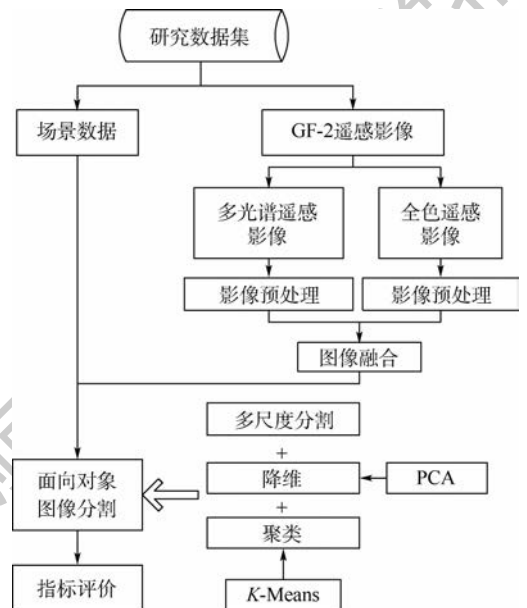 研究数据集
场景数据
GF-2遥感影像
多光谱遥感
影像
全色遥感
影像
影像预处理
影像预处理
图像融合
多尺度分割
+
面向对象
图像分割
降维
PCA
+
聚类
指标评价
K-Means